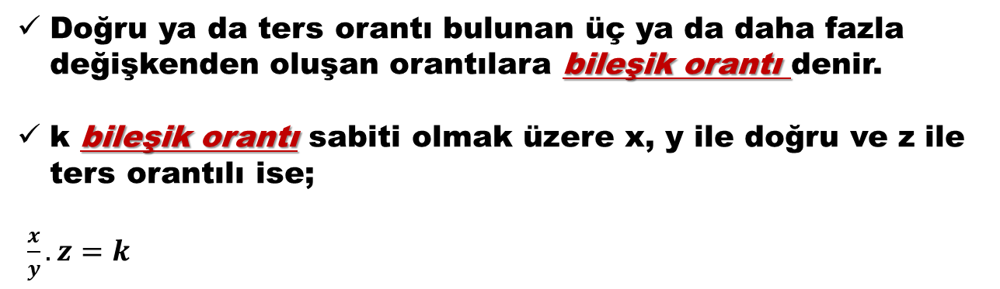 ✓ Doğru ya da ters orantı bulunan üç ya da daha fazla
değişkenden oluşan orantılara bileşik orantı denir.
✓ k bileşik orantı sabiti olmak üzere x, y ile doğru ve z ile
ters orantılı ise;
x/y . z = k